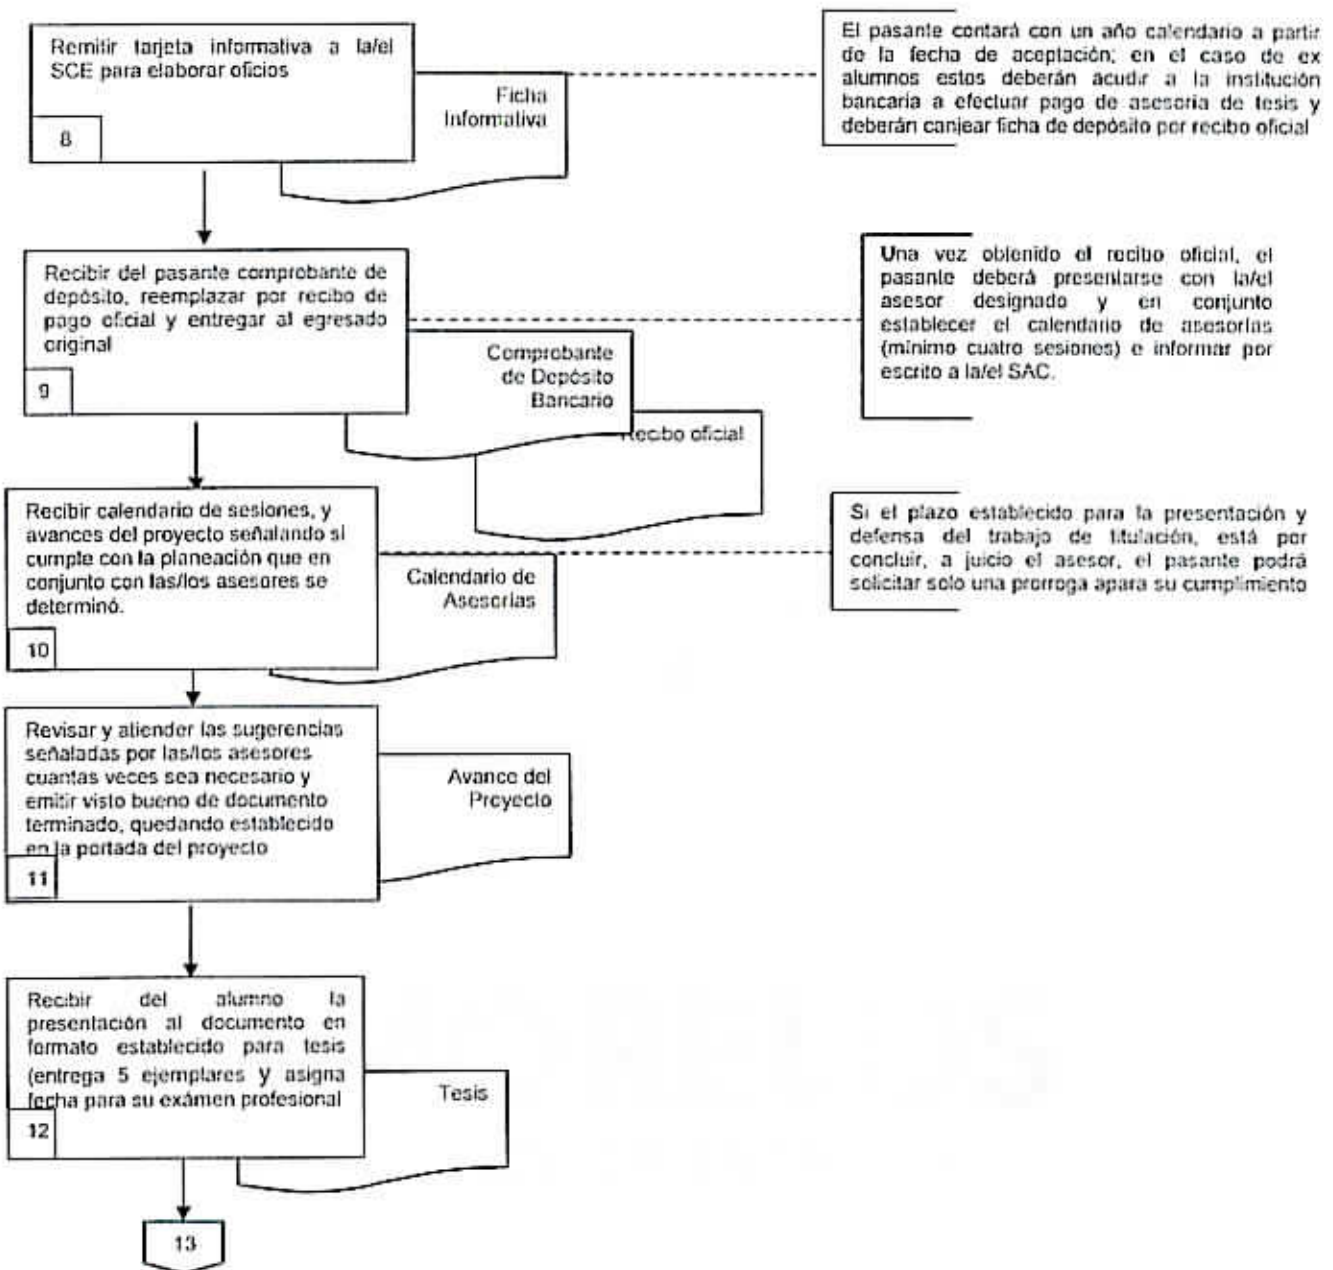 Remitir tarjeta informativa a la/el
SCE para elaborar oficios
8
Ficha
Informativa
El pasante contará con un año calendario a partir
de la fecha de aceptación; en el caso de ex
alumnos estos deberán acudir a la institución
bancaria a efectuar pago de asesoría de tesis y
deberán canjear ficha de depósito por recibo oficial
Recibir del pasante comprobante de
depósito, reemplazar por recibo de
pago oficial y entregar al egresado
original
9
Comprobante
de Depósito
Bancario
Recibo oficial
Una vez obtenido el recibo oficial, el
pasante deberá presentarse con la/el
asesor designado y en conjunto
establecer el calendario de asesorías
(mínimo cuatro sesiones) e informar por
escrito a la/el SAC.
Recibir calendario de sesiones, y
avances del proyecto señalando si
cumple con la planeación que en
conjunto con las/los asesores se
determinó.
10
Calendario de
Asesorías
Si el plazo establecido para la presentación y
defensa del trabajo de titulación, está por
concluir, a juicio el asesor, el pasante podrá
solicitar solo una prorroga apara su cumplimiento
Revisar y atiender las sugerencias
señaladas por las/los asesores
cuantas veces sea necesario y
emitir visto bueno de documento
terminado, quedando establecido
en la portada del proyecto
11
Avance del
Proyecto
Recibir del alumno la
presentación al documento en
formato establecido para tesis
(entrega 5 ejemplares y asigna
fecha para su exámen profesional
12
Tesis
13